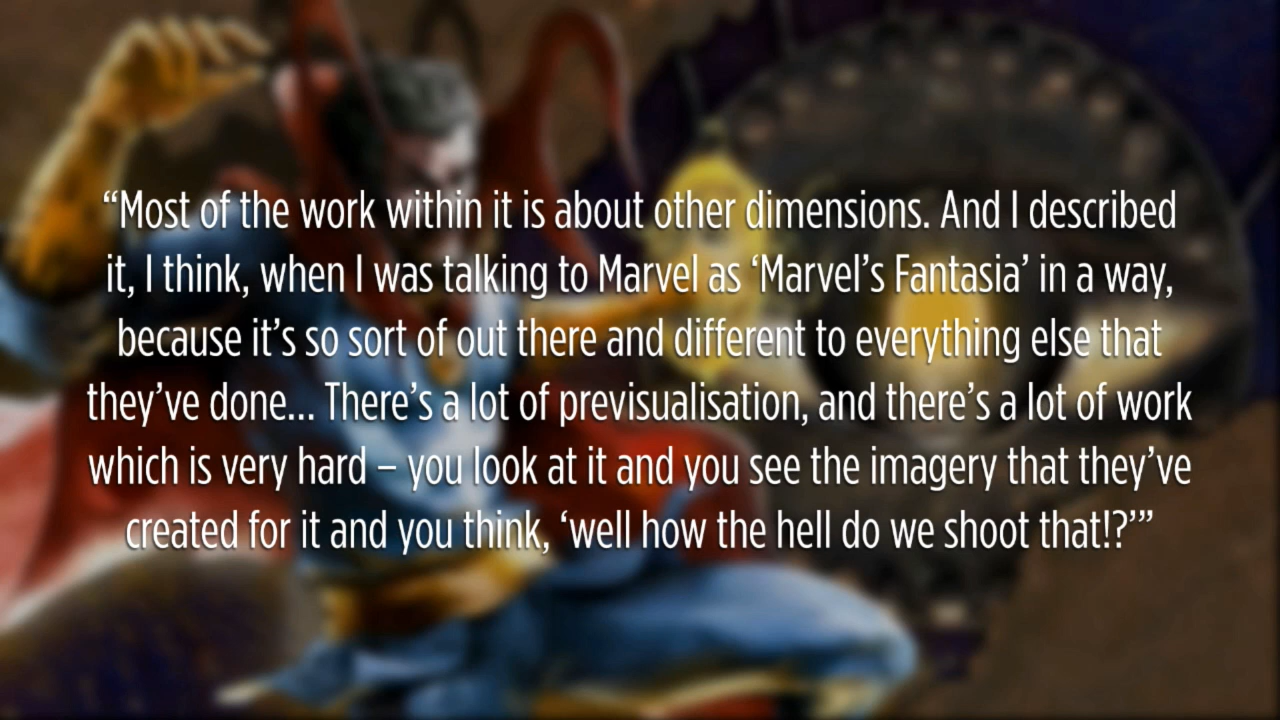 “Most of the work within it is about other dimensions. And I described
it, I think, when I was talking to Marvel as ‘Marvel’s Fantasia’ in a way,
because it’s so sort of out there and different to everything else that
they’ve done... There’s a lot of previsualisation, and there’s a lot of work
which is very hard – you look at it and you see the imagery that they’ve
created for it and you think, ‘well how the hell do we shoot that!?’”